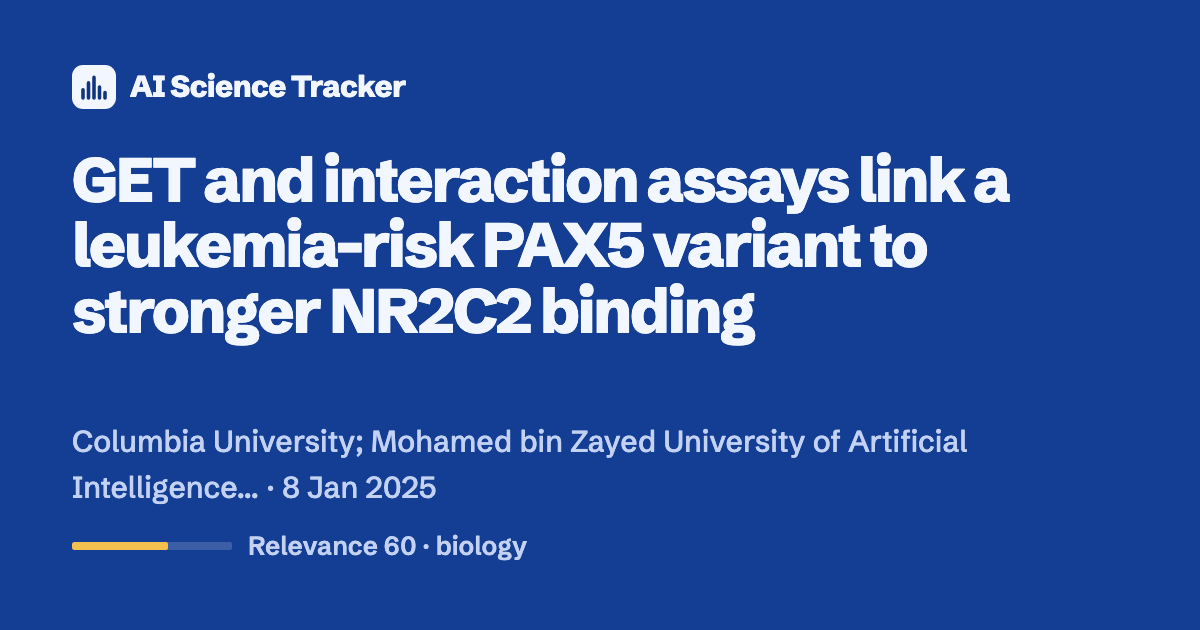 AI Science Tracker
GET and interaction assays link a
leukemia-risk PAX5 variant to
stronger NR2C2 binding
Columbia University; Mohamed bin Zayed University of Artificial
Intelligence... · 8 Jan 2025
Relevance 60 · biology